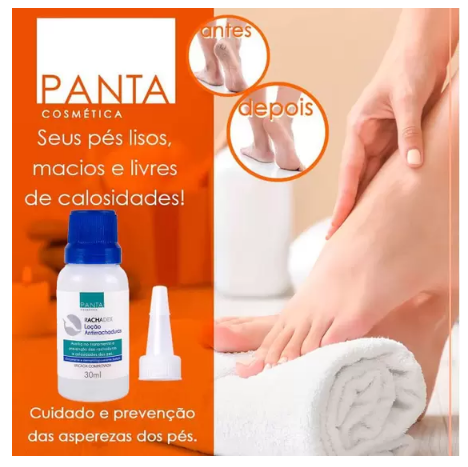 antes
depois
PANTA
COSMÉTICA
Seus pés lisos,
macios e livres
de calosidades!
PANTA
Loção
Antirrachaduras
30ml
Cuidado e prevenção
das asperezas dos pés.